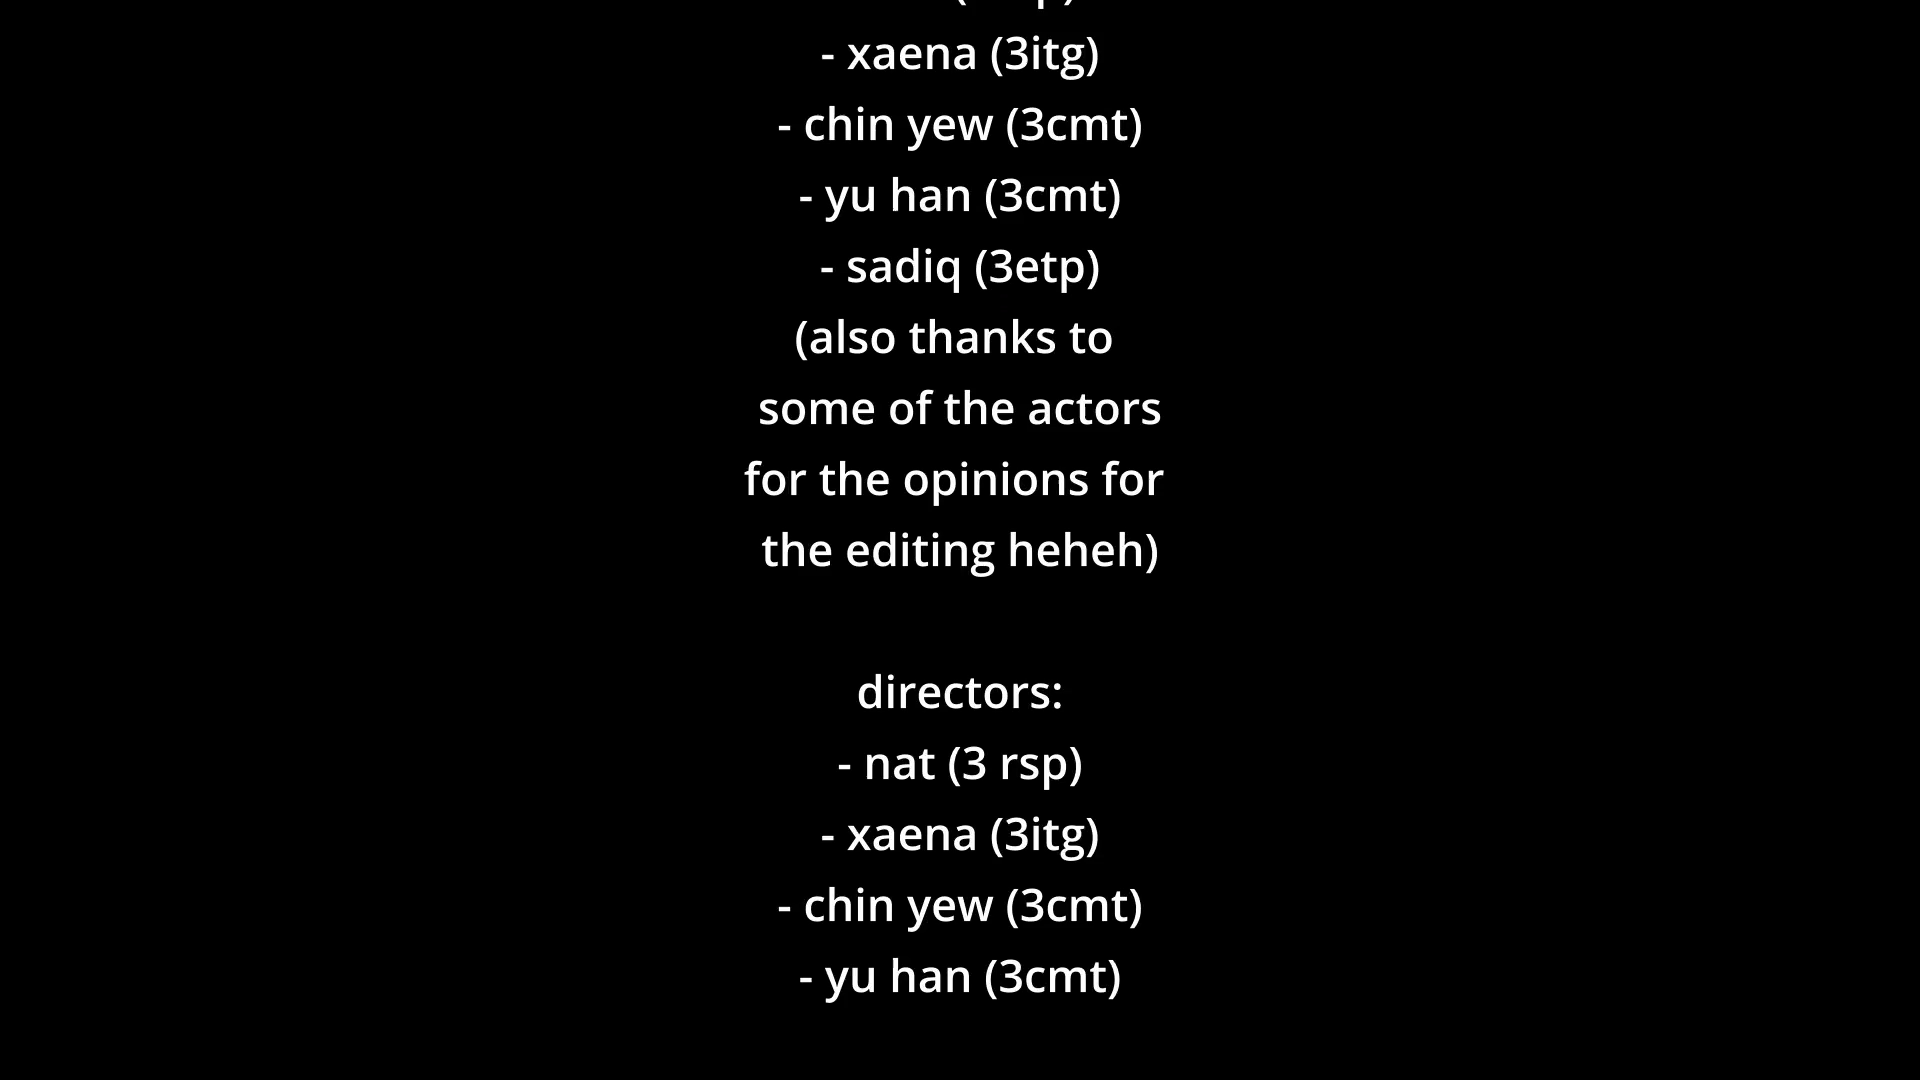 - xaena (3itg)
- chin yew (3cmt)
- yu han (3cmt)
- sadiq (3etp)
(also thanks to
some of the actors
for the opinions for
the editing heheh)
directors:
- nat (3 rsp)
- xaena (3itg)
- chin yew (3cmt)
- yu han (3cmt)